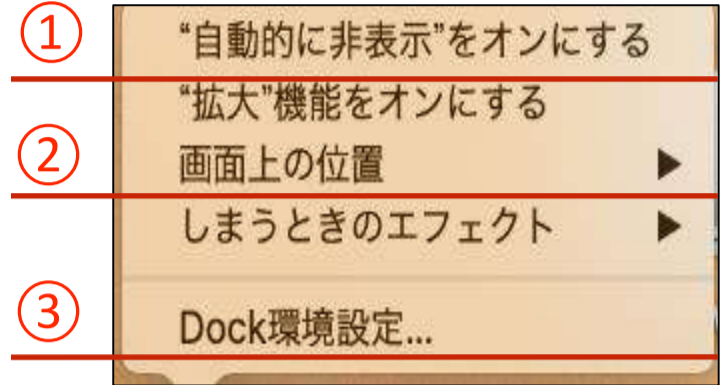 ① “自動的に非表示”をオンにする
“拡大”機能をオンにする
② 画面上の位置 ▶
しまうときのエフェクト ▶
③ Dock環境設定...